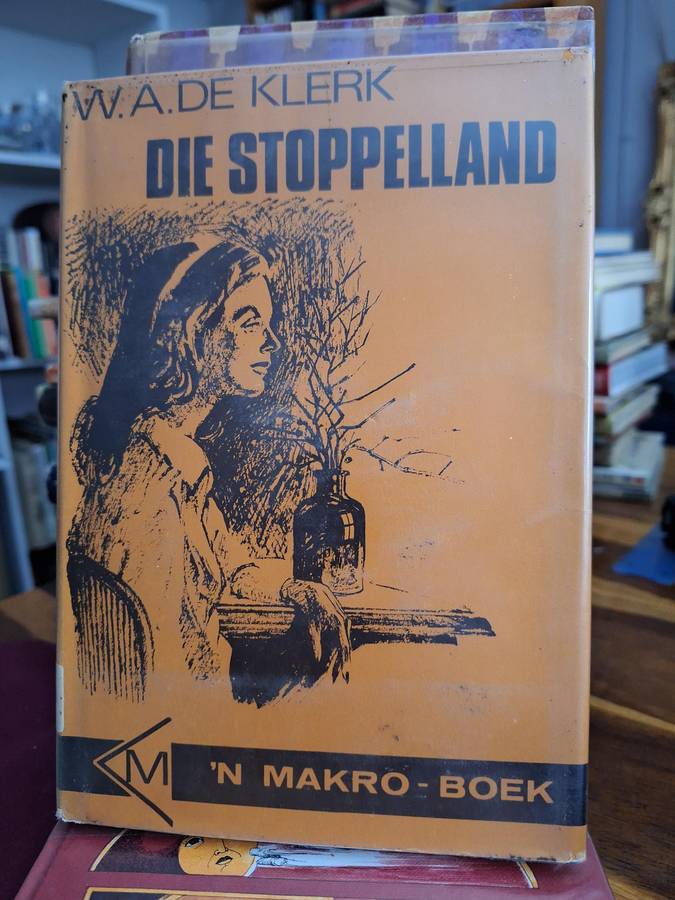 W.A.DE KLERK
DIE STOPPELLAND
M
'N MAKRO-BOEK